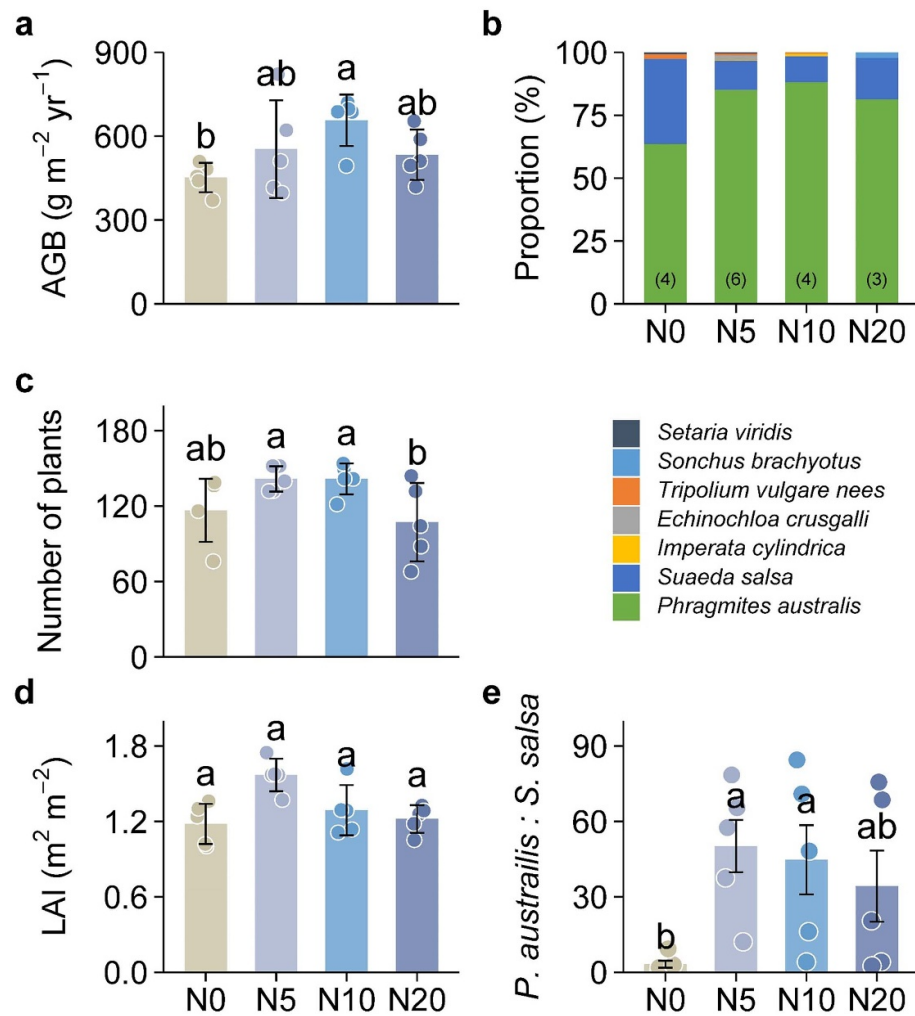 a
AGB (g m⁻² yr⁻¹)
900
600
300
0
b
ab
a
ab
b
Proportion (%)
100
75
50
25
0
(4)
(6)
(4)
(3)
N0
N5
N10
N20
c
Number of plants
180
120
60
0
ab
a
a
b
Setaria viridis
Sonchus brachyotus
Tripolium vulgare nees
Echinochloa crusgalli
Imperata cylindrica
Suaeda salsa
Phragmites australis
d
LAI (m² m⁻²)
1.8
1.2
0.6
0.0
a
a
a
a
N0
N5
N10
N20
e
P. austrailis : S. salsa
90
60
30
0
b
a
a
ab
N0
N5
N10
N20